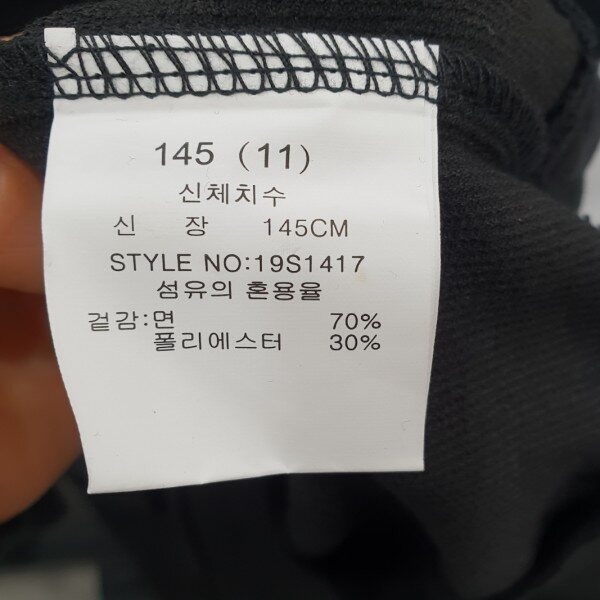 145 (11)
신체치수
신 장 145CM
STYLE NO:19S1417
섬유의 혼용율
겉감:면 70%
폴리에스터 30%